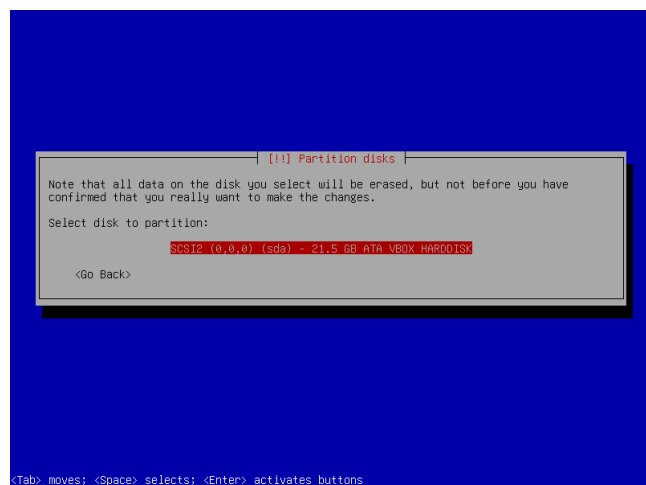 [!!] Partition disks
Note that all data on the disk you select will be erased, but not before you have
confirmed that you really want to make the changes.
Select disk to partition:
SCSI2 (0,0,0) (sda) - 21.5 GB ATA VBOX HARDDISK
<Go Back>
<Tab> moves; <Space> selects; <Enter> activates buttons